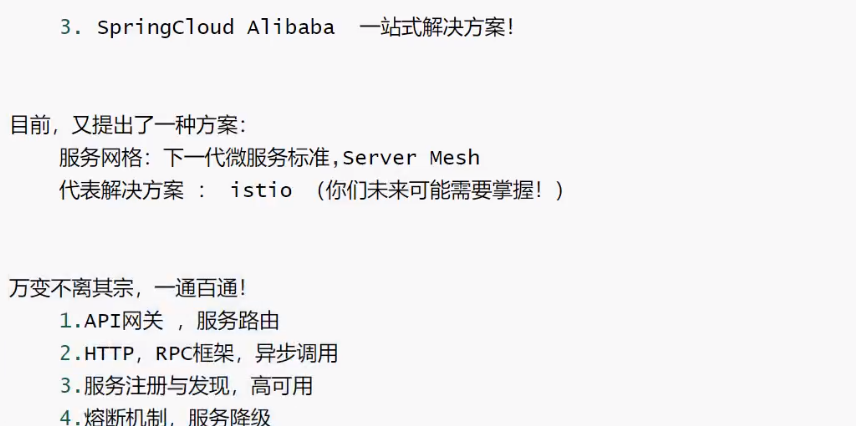 3. SpringCloud Alibaba 一站式解决方案!
目前，又提出了一种方案:
服务网格: 下一代微服务标准,Server Mesh
代表解决方案 : istio （你们未来可能需要掌握!）
万变不离其宗，一通百通!
1.API网关 ，服务路由
2.HTTP，RPC框架，异步调用
3.服务注册与发现，高可用
4.熔断机制，服务降级